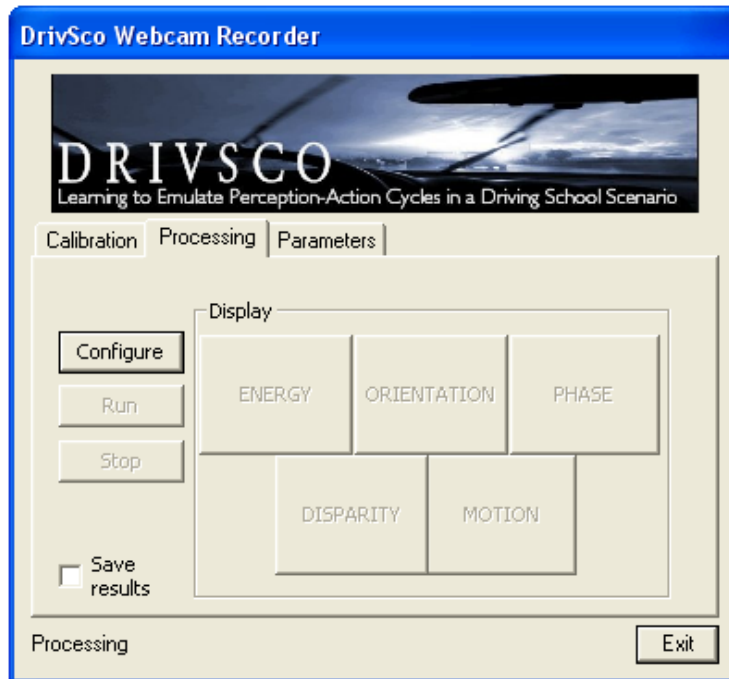 DrivSco Webcam Recorder
DRIVSCO
Learning to Emulate Perception-Action Cycles in a Driving School Scenario
Calibration Processing Parameters
Display
Configure
Run
Stop
ENERGY ORIENTATION PHASE
DISPARITY MOTION
Save
results
Processing
Exit